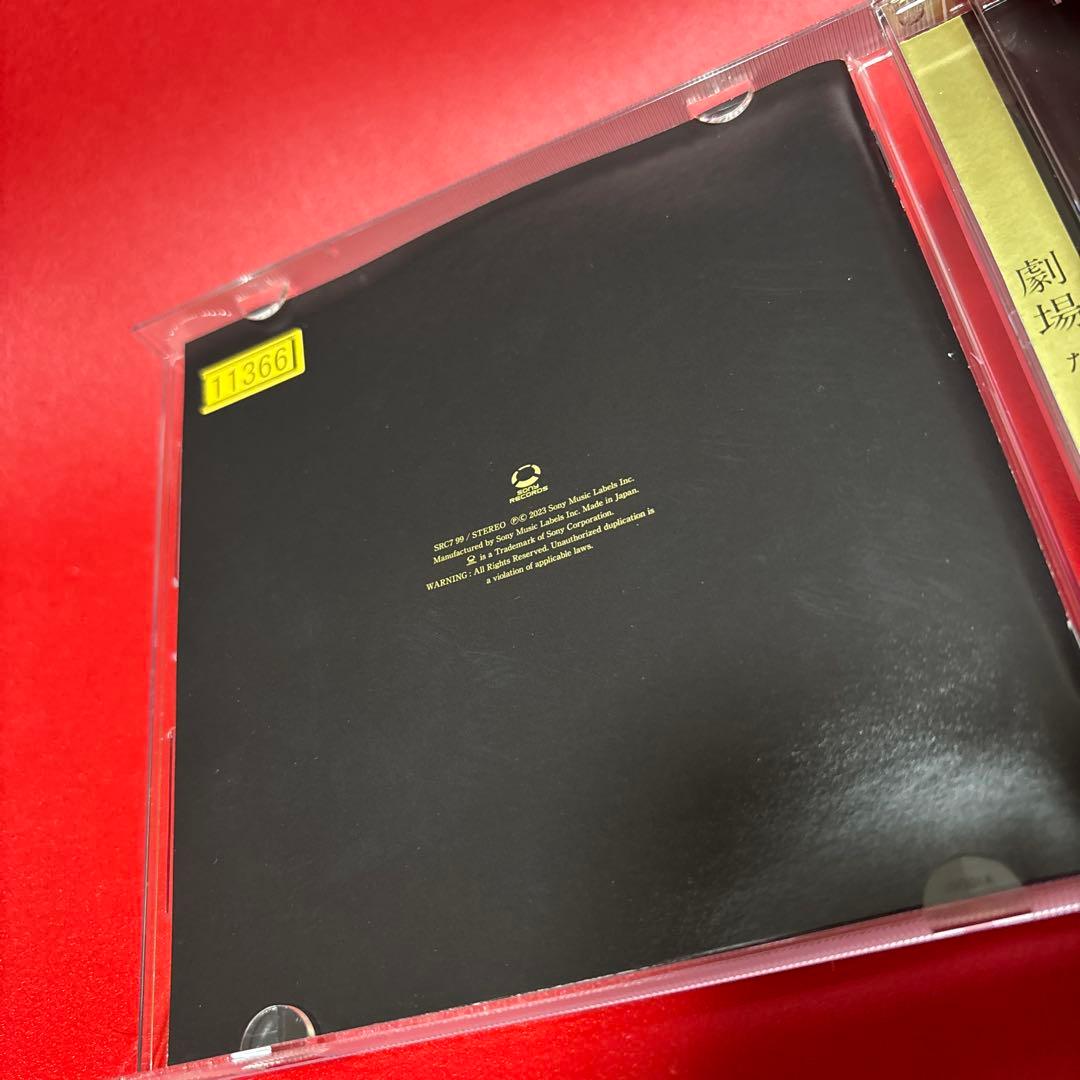 11366
SONY
RECORDS
SRC7 99 / STEREO ℗© 2023 Sony Music Labels Inc.
Manufactured by Sony Music Labels Inc. Made in Japan.
is a Trademark of Sony Corporation.
WARNING : All Rights Reserved. Unauthorized duplication is
a violation of applicable laws.
劇場